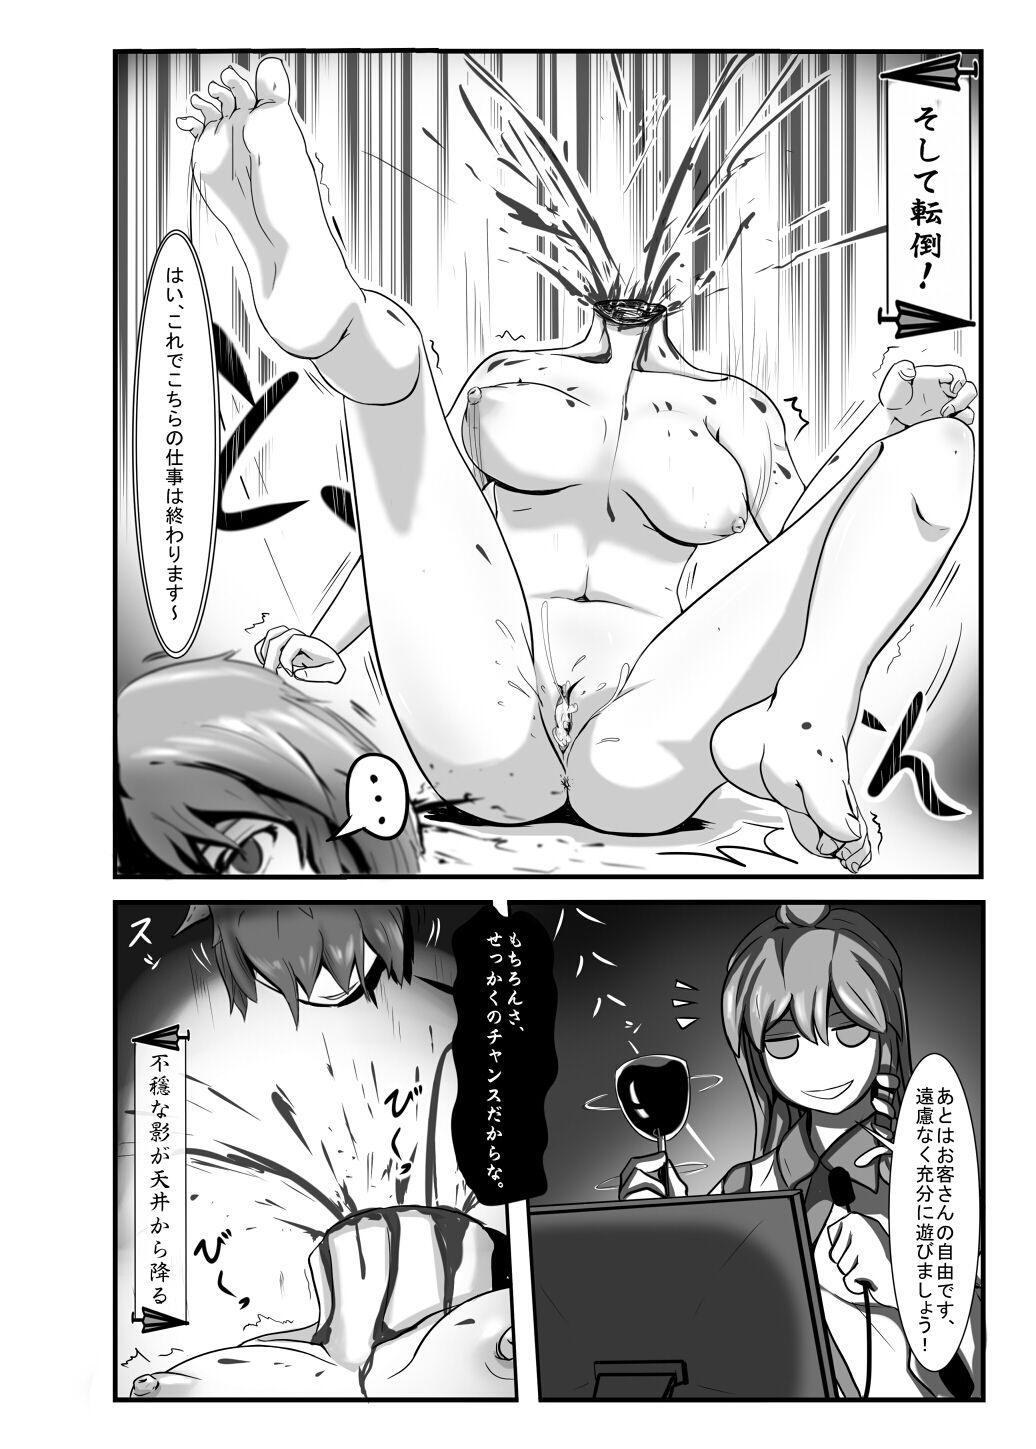 そして転倒！
はい、これでこちらの仕事は終わります～
…
あとはお客さんの自由です、
遠慮なく充分に遊びましょう！
もちろんさ、
せっかくのチャンスだからな。
スッ
びゅ～
びゅ～
不穏な影が天井から降る